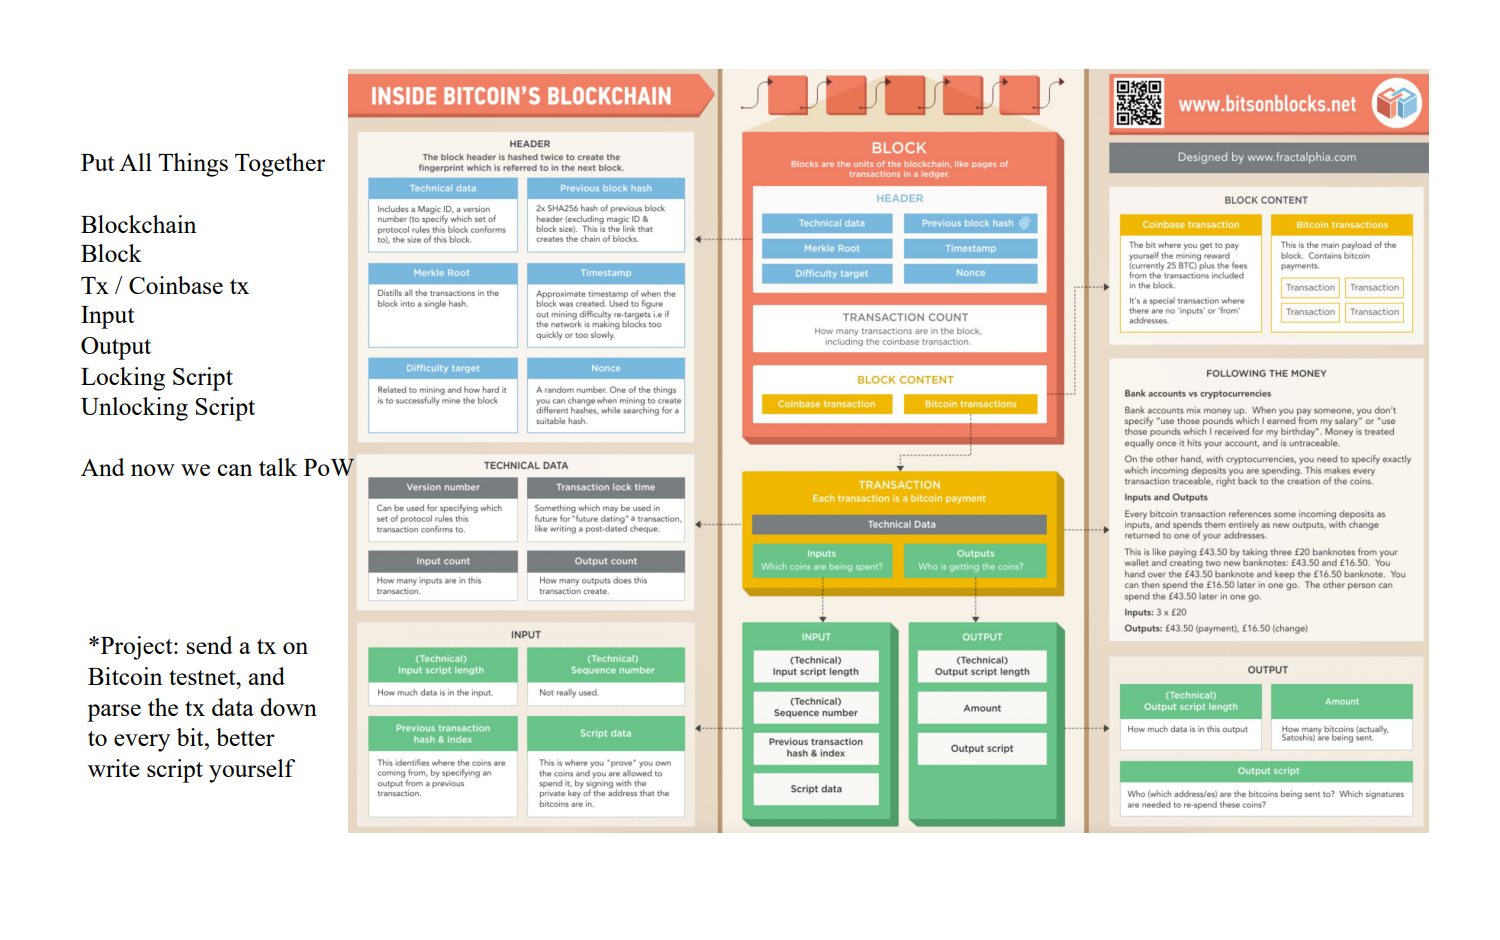 Put All Things Together
Blockchain
Block
Tx / Coinbase tx
Input
Output
Locking Script
Unlocking Script
And now we can talk PoW
*Project: send a tx on
Bitcoin testnet, and
parse the tx data down
to every bit, better
write script yourself
INSIDE BITCOIN'S BLOCKCHAIN
HEADER
The block header is hashed twice to create the
fingerprint which is referred to in the next block.
Technical data
Includes a Magic ID, a version
number (to specify which set of
protocol rules this block conforms
to), the size of this block.
Previous block hash
2x SHA256 hash of previous block
header (excluding magic ID &
block size). This is the link that
creates the chain of blocks.
Merkle Root
Distills all the transactions in the
block into a single hash.
Timestamp
Approximate timestamp of when the
block was created. Used to figure
out mining difficulty re-targets i.e if
the network is making blocks too
quickly or too slowly.
Difficulty target
Related to mining and how hard it
is to successfully mine the block
Nonce
A random number. One of the things
you can change when mining to create
different hashes, while searching for a
suitable hash.
TECHNICAL DATA
Version number
Can be used for specifying which
set of protocol rules this
transaction confirms to.
Transaction lock time
Something which may be used in
future for "future dating" a transaction,
like writing a post-dated cheque.
Input count
How many inputs are in this
transaction.
Output count
How many outputs does this
transaction create.
INPUT
(Technical)
Input script length
How much data is in the input.
(Technical)
Sequence number
Not really used.
Previous transaction
hash & index
This identifies where the coins are
coming from, by specifying an
output from a previous
transaction.
Script data
This is where you "prove" you own
the coins and you are allowed to
spend it, by signing with the
private key of the address that the
bitcoins are in.
BLOCK
Blocks are the units of the blockchain, like pages of
transactions in a ledger.
HEADER
Technical data
Previous block hash
Merkle Root
Timestamp
Difficulty target
Nonce
TRANSACTION COUNT
How many transactions are in the block,
including the coinbase transaction.
BLOCK CONTENT
Coinbase transaction
Bitcoin transactions
TRANSACTION
Each transaction is a bitcoin payment
Technical Data
Inputs
Which coins are being spent?
Outputs
Who is getting the coins?
INPUT
(Technical)
Input script length
(Technical)
Sequence number
Previous transaction
hash & index
Script data
OUTPUT
(Technical)
Output script length
Amount
Output script
www.bitsonblocks.net
Designed by www.fractalphia.com
BLOCK CONTENT
Coinbase transaction
The bit where you get to pay
yourself the mining reward
(currently 25 BTC) plus the fees
from the transactions included
in the block.
It's a special transaction where
there are no 'inputs' or 'from'
addresses.
Bitcoin transactions
This is the main payload of the
block. Contains bitcoin
payments.
Transaction
Transaction
Transaction
Transaction
FOLLOWING THE MONEY
Bank accounts vs cryptocurrencies
Bank accounts mix money up. When you pay someone, you don't
specify "use those pounds which I earned from my salary" or "use
those pounds which I received for my birthday". Money is treated
equally once it hits your account, and is untraceable.
On the other hand, with cryptocurrencies, you need to specify exactly
which incoming deposits you are spending. This makes every
transaction traceable, right back to the creation of the coins.
Inputs and Outputs
Every bitcoin transaction references some incoming deposits as
inputs, and spends them entirely as new outputs, with change
returned to one of your addresses.
This is like paying £43.50 by taking three £20 banknotes from your
wallet and creating two new banknotes: £43.50 and £16.50. You
hand over the £43.50 banknote and keep the £16.50 banknote. You
can then spend the £16.50 later in one go. The other person can
spend the £43.50 later in one go.
Inputs: 3 x £20
Outputs: £43.50 (payment), £16.50 (change)
OUTPUT
(Technical)
Output script length
How much data is in this output
Amount
How many bitcoins (actually,
Satoshis) are being sent.
Output script
Who (which address/es) are the bitcoins being sent to? Which signatures
are needed to re-spend these coins?